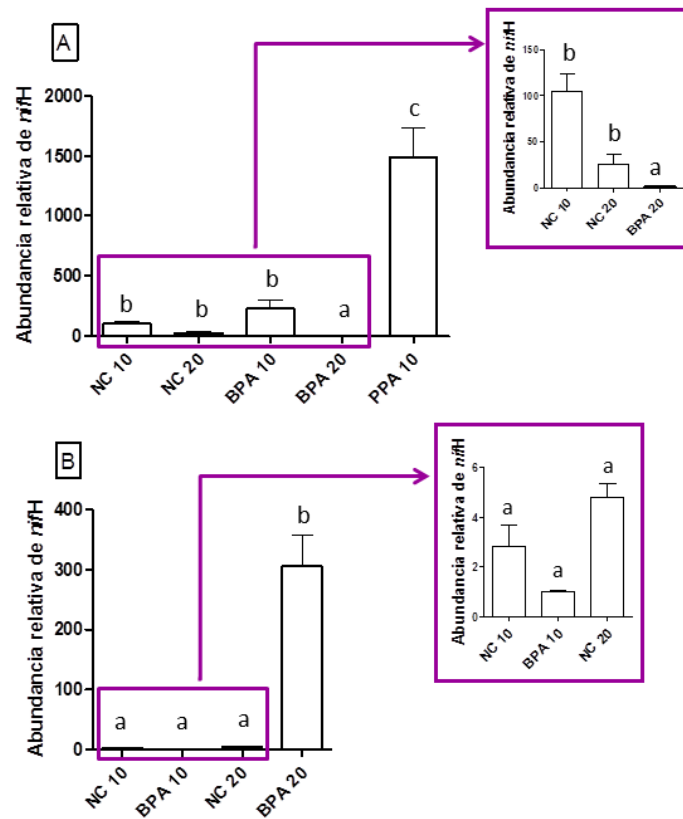 A
Abundancia relativa de nifH
2000
1500
1000
500
0
b
b
b
a
c
NC 10
NC 20
BPA 10
BPA 20
PPA 10
Abundancia relativa de nifH
150
100
50
0
b
b
a
NC 10
NC 20
BPA 20
B
Abundancia relativa de nifH
400
300
200
100
0
a
a
a
b
NC 10
BPA 10
NC 20
BPA 20
Abundancia relativa de nifH
6
4
2
0
a
a
a
NC 10
BPA 10
NC 20